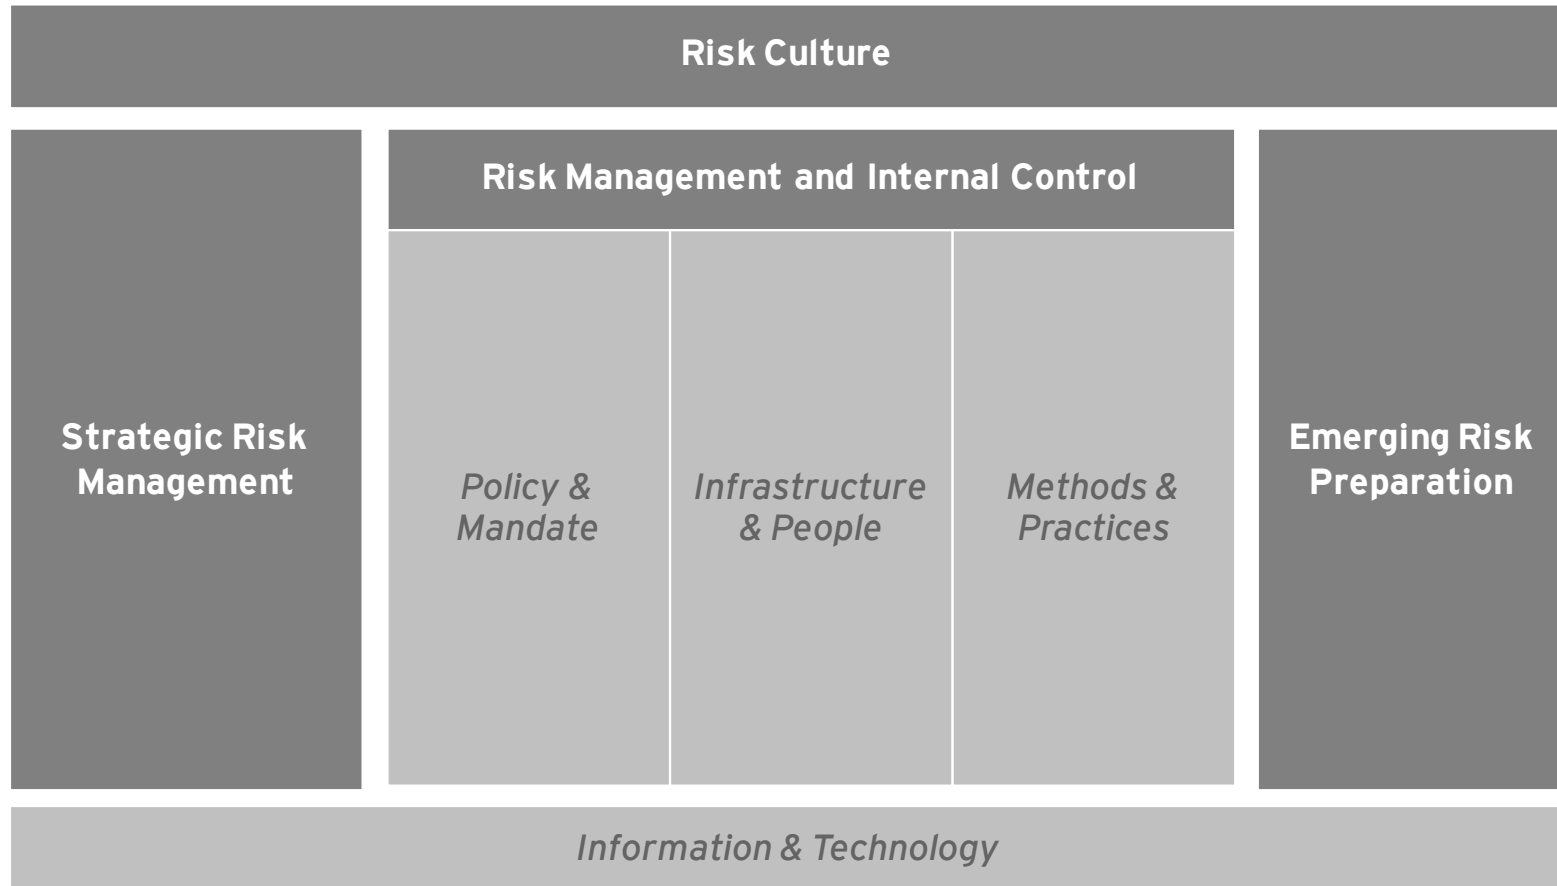 Risk Culture
Strategic Risk
Management
Risk Management and Internal Control
Policy &
Mandate
Infrastructure
& People
Methods &
Practices
Emerging Risk
Preparation
Information & Technology